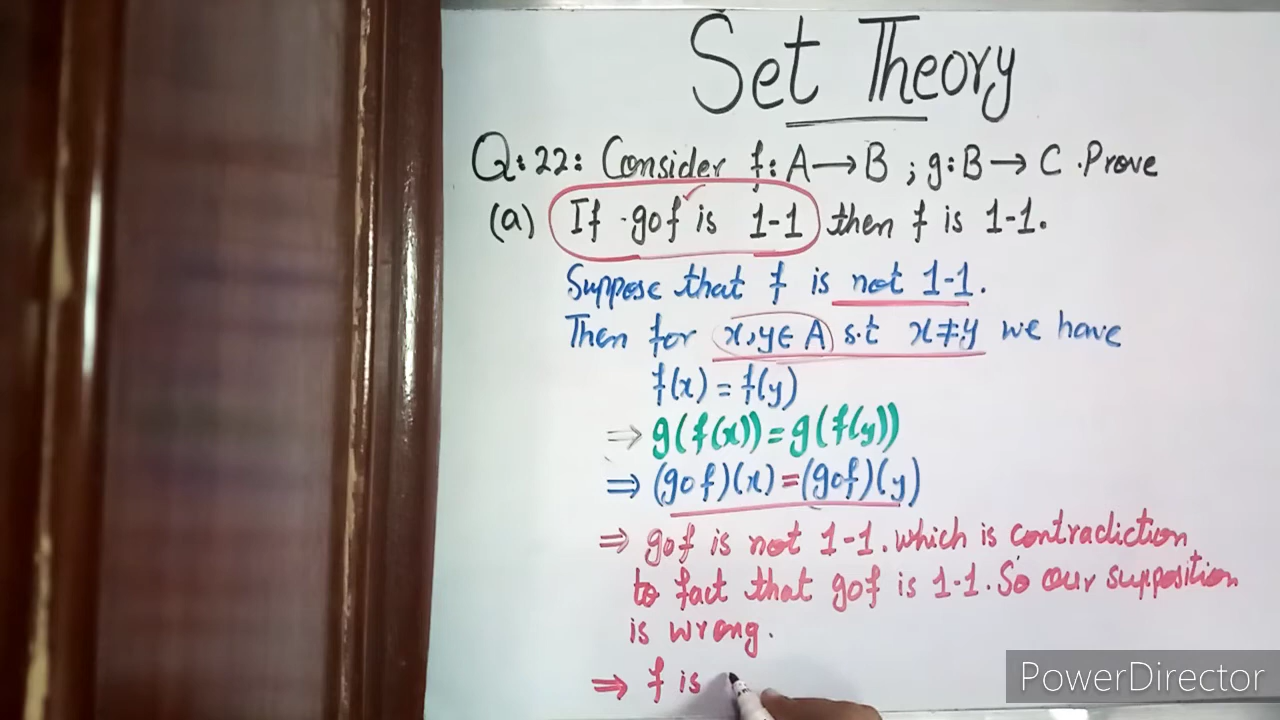 Set Theory
Q:22: Consider f: A→B ; g: B→C. Prove
(a) If gof is 1-1 then f is 1-1.
Suppose that f is not 1-1.
Then for x,y∈A s.t x≠y we have
f(x) = f(y)
⇒ g(f(x)) = g(f(y))
⇒ (gof)(x) = (gof)(y)
⇒ gof is not 1-1. which is contradiction
to fact that gof is 1-1. So our supposition
is wrong.
⇒ f is
PowerDirector